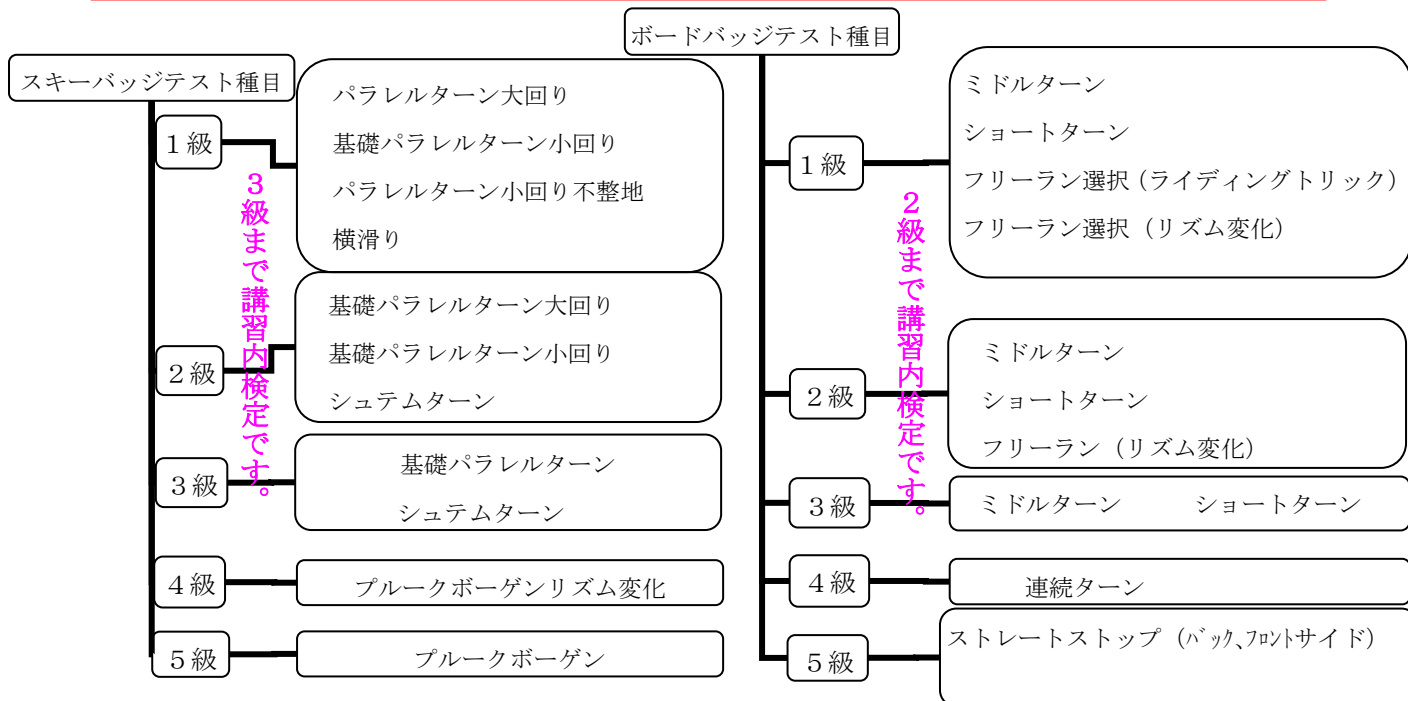 スキーバッジテスト種目
１級
パラレルターン大回り
基礎パラレルターン小回り
パラレルターン小回り不整地
横滑り
３級まで講習内検定です。
２級
基礎パラレルターン大回り
基礎パラレルターン小回り
シュテムターン
３級
基礎パラレルターン
シュテムターン
４級
プルークボーゲンリズム変化
５級
プルークボーゲン
ボードバッジテスト種目
１級
ミドルターン
ショートターン
フリーラン選択（ライディングトリック）
フリーラン選択（リズム変化）
２級まで講習内検定です。
２級
ミドルターン
ショートターン
フリーラン（リズム変化）
３級
ミドルターン　　ショートターン
４級
連続ターン
５級
ストレートストップ（ﾊﾞｯｸ､ﾌﾛﾝﾄサイド）